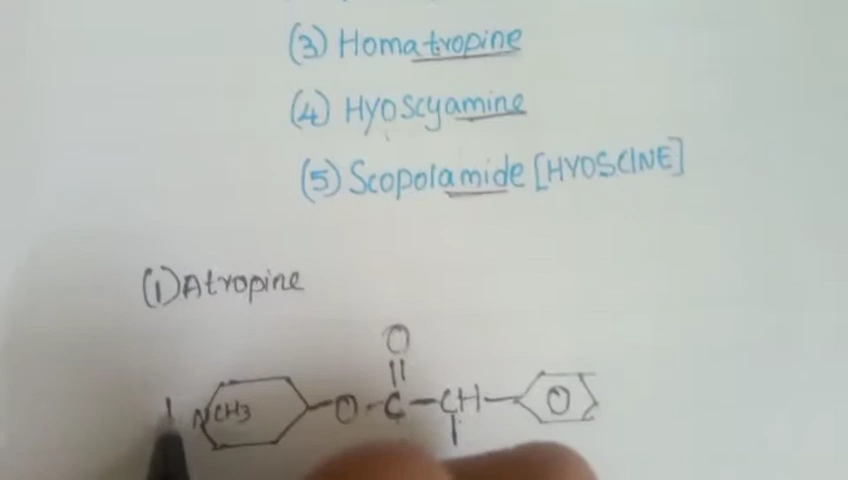 (3) Homatropine
(4) HyoScyamine
(5) Scopolamide [HYOSCINE]
(1) Atropine
O
NCH3 O C CH O